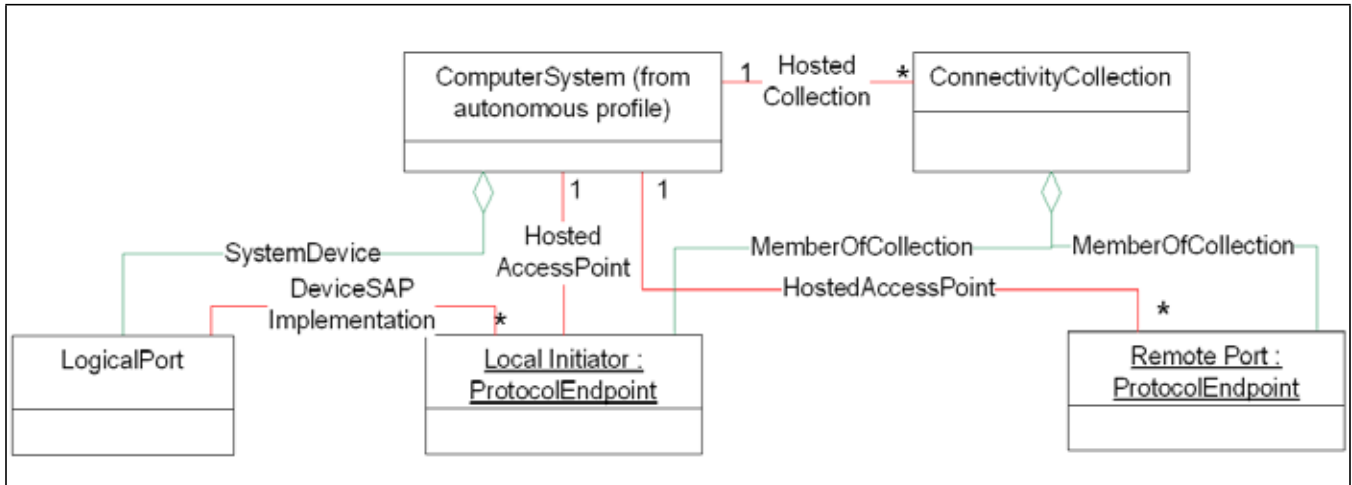 ComputerSystem (from
autonomous profile)
1
Hosted
Collection
*
ConnectivityCollection
1
1
SystemDevice
Hosted
AccessPoint
MemberOfCollection
MemberOfCollection
DeviceSAP
Implementation
*
HostedAccessPoint
*
LogicalPort
Local Initiator :
ProtocolEndpoint
Remote Port :
ProtocolEndpoint